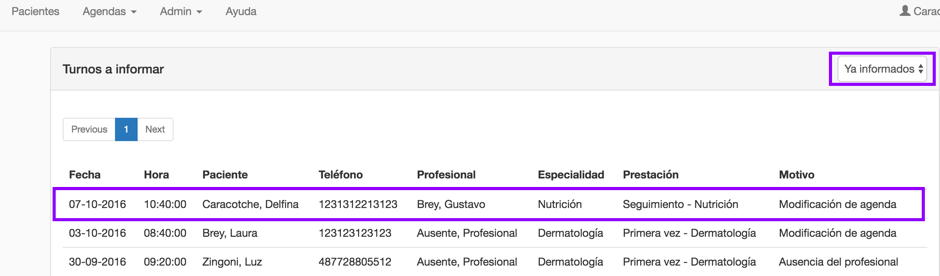 Pacientes Agendas Admin Ayuda Carac
Turnos a informar Ya informados
Previous 1 Next
Fecha Hora Paciente Teléfono Profesional Especialidad Prestación Motivo
07-10-2016 10:40:00 Caracotche, Delfina 1231312213123 Brey, Gustavo Nutrición Seguimiento - Nutrición Modificación de agenda
03-10-2016 08:40:00 Brey, Laura 123123123123 Ausente, Profesional Dermatología Primera vez - Dermatología Modificación de agenda
30-09-2016 09:20:00 Zingoni, Luz 487728805512 Ausente, Profesional Dermatología Primera vez - Dermatología Ausencia del profesional